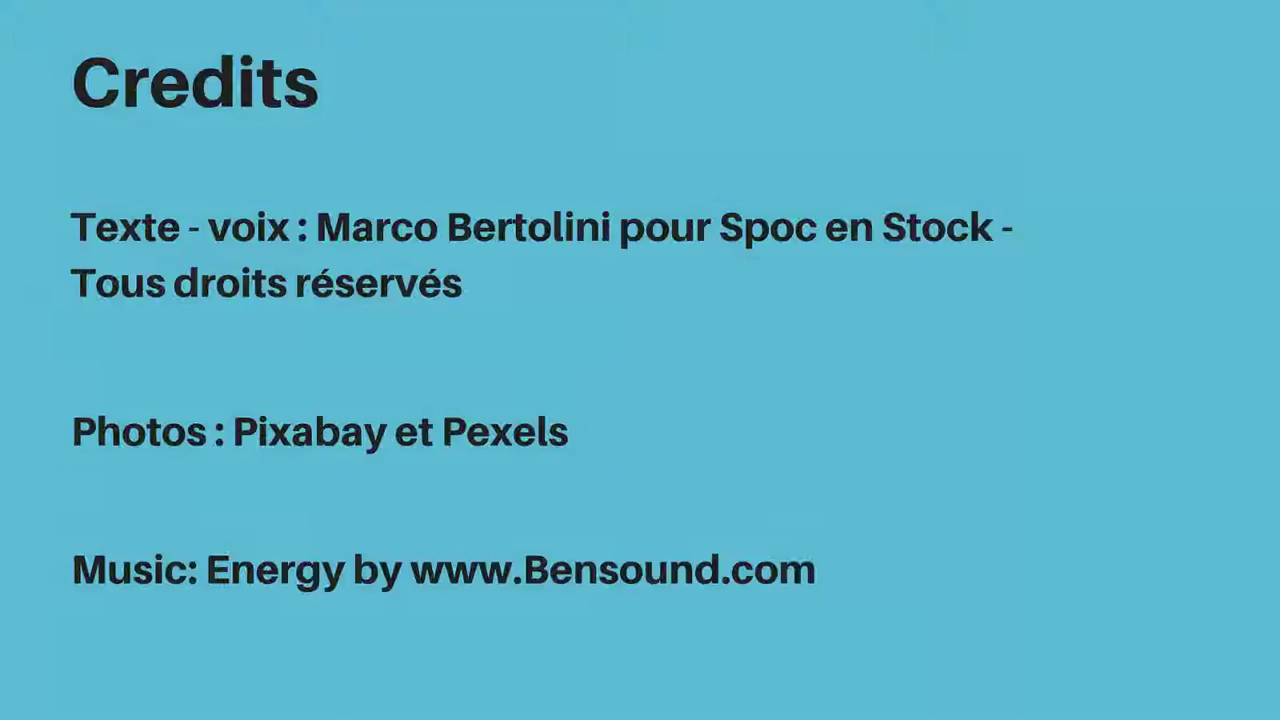 Credits
Texte - voix : Marco Bertolini pour Spoc en Stock -
Tous droits réservés
Photos : Pixabay et Pexels
Music: Energy by www.Bensound.com